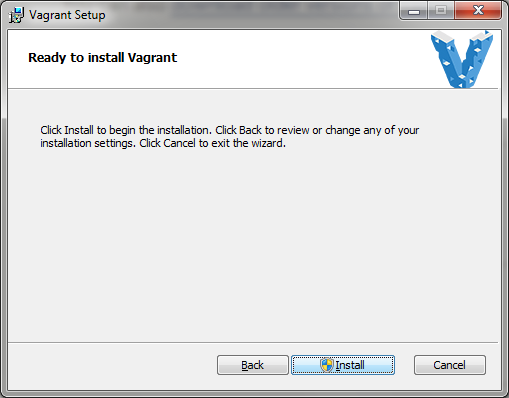 Vagrant Setup
Ready to install Vagrant
Click Install to begin the installation. Click Back to review or change any of your
installation settings. Click Cancel to exit the wizard.
Back Install Cancel